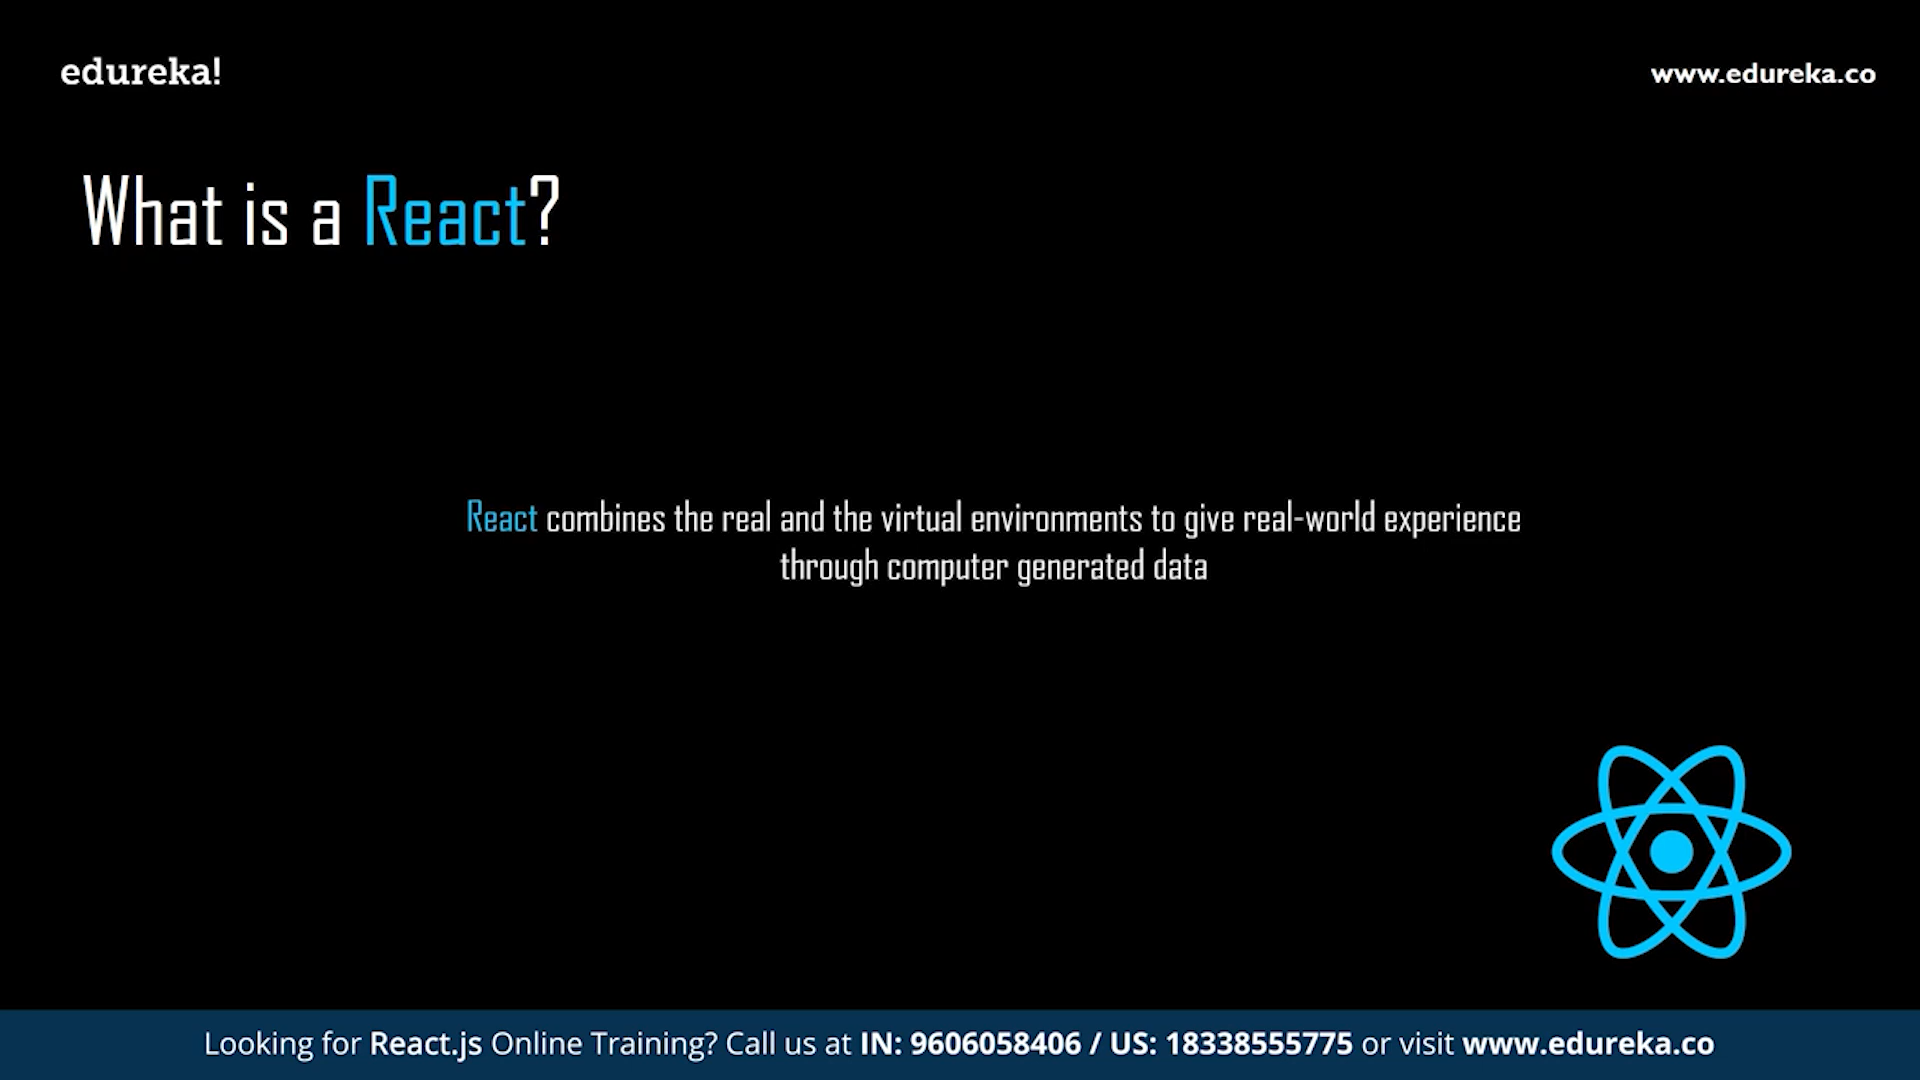 edureka!
www.edureka.co
What is a React?
React combines the real and the virtual environments to give real-world experience
through computer generated data
Looking for React.js Online Training? Call us at IN: 9606058406 / US: 18338555775 or visit www.edureka.co